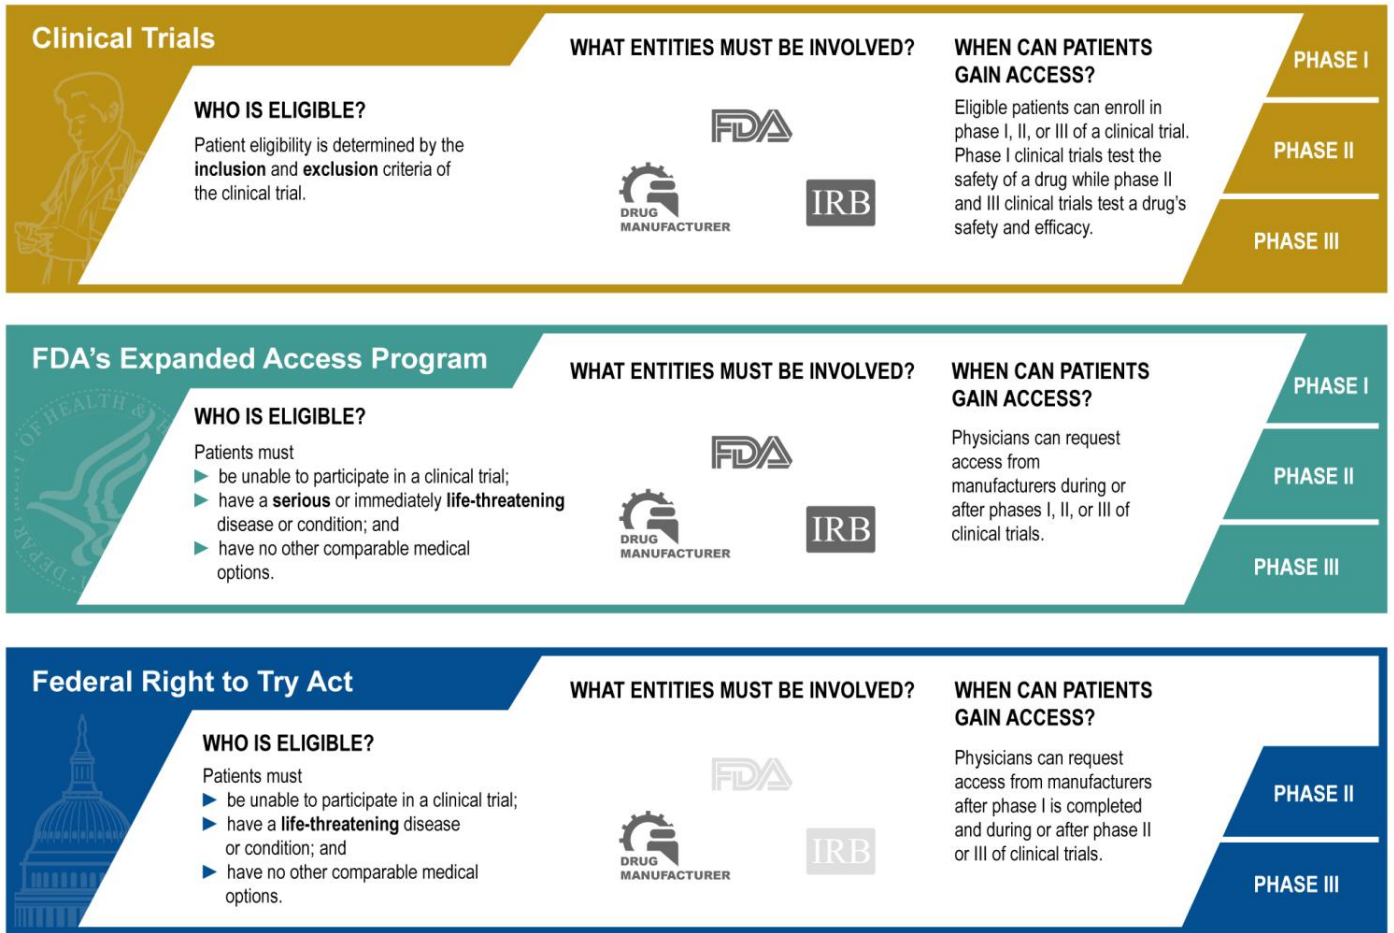 Clinical Trials
WHO IS ELIGIBLE?
Patient eligibility is determined by the
inclusion and exclusion criteria of
the clinical trial.
WHAT ENTITIES MUST BE INVOLVED?
FDA
DRUG
MANUFACTURER
IRB
WHEN CAN PATIENTS
GAIN ACCESS?
Eligible patients can enroll in
phase I, II, or III of a clinical trial.
Phase I clinical trials test the
safety of a drug while phase II
and III clinical trials test a drug's
safety and efficacy.
PHASE I
PHASE II
PHASE III
FDA's Expanded Access Program
WHO IS ELIGIBLE?
Patients must
► be unable to participate in a clinical trial;
► have a serious or immediately life-threatening
disease or condition; and
► have no other comparable medical
options.
WHAT ENTITIES MUST BE INVOLVED?
FDA
DRUG
MANUFACTURER
IRB
WHEN CAN PATIENTS
GAIN ACCESS?
Physicians can request
access from
manufacturers during or
after phases I, II, or III of
clinical trials.
PHASE I
PHASE II
PHASE III
Federal Right to Try Act
WHO IS ELIGIBLE?
Patients must
► be unable to participate in a clinical trial;
► have a life-threatening disease
or condition; and
► have no other comparable medical
options.
WHAT ENTITIES MUST BE INVOLVED?
FDA
DRUG
MANUFACTURER
IRB
WHEN CAN PATIENTS
GAIN ACCESS?
Physicians can request
access from manufacturers
after phase I is completed
and during or after phase II
or III of clinical trials.
PHASE II
PHASE III